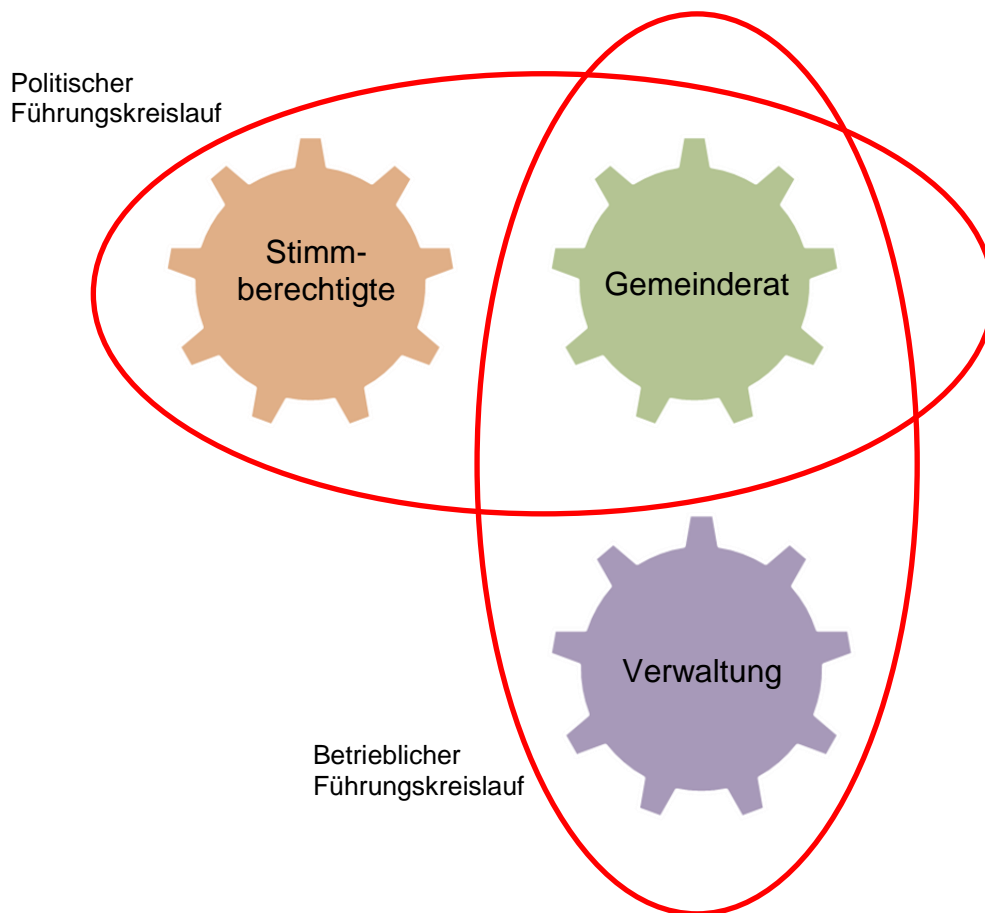 Politischer
Führungskreislauf
Stimm-
berechtigte
Gemeinderat
Verwaltung
Betrieblicher
Führungskreislauf